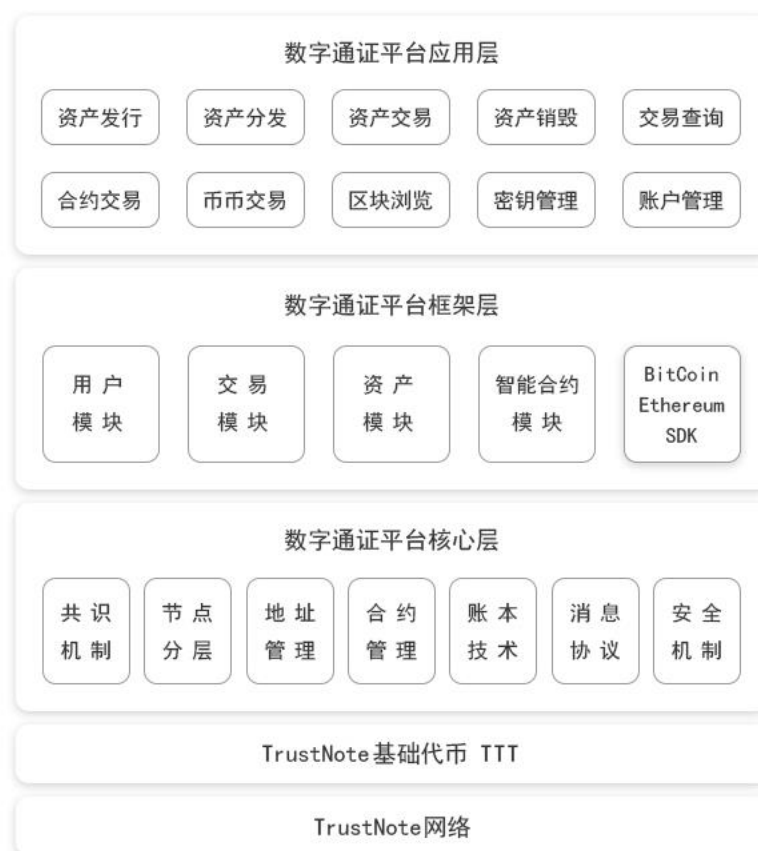 数字通证平台应用层
资产发行 资产分发 资产交易 资产销毁 交易查询
合约交易 币币交易 区块浏览 密钥管理 账户管理
数字通证平台框架层
用户
模块
交易
模块
资产
模块
智能合约
模块
BitCoin
Ethereum
SDK
数字通证平台核心层
共识
机制
节点
分层
地址
管理
合约
管理
账本
技术
消息
协议
安全
机制
TrustNote基础代币 TTT
TrustNote网络